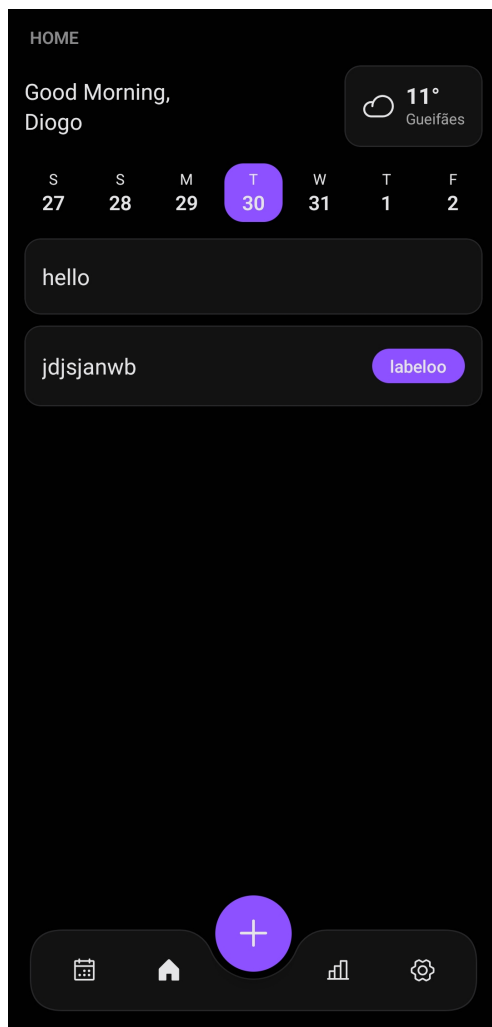 HOME
Good Morning,
Diogo
11°
Gueifães
S S M T W T F
27 28 29 30 31 1 2
hello
jdjsjanwb labeloo